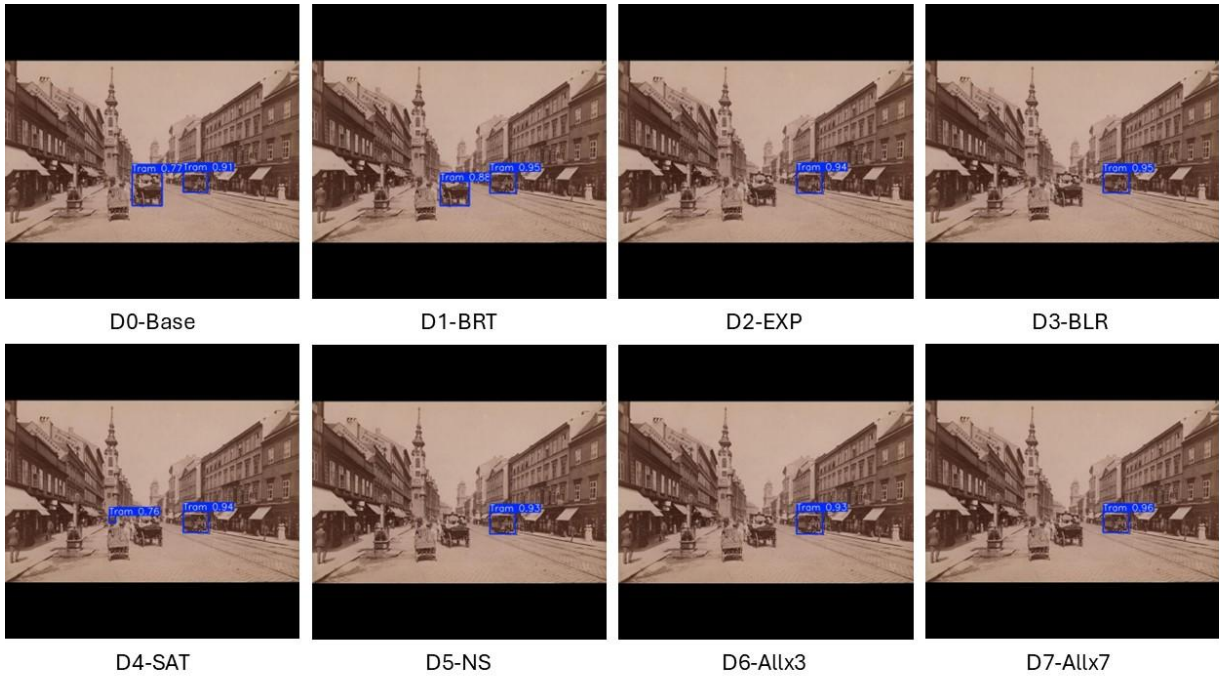 Tram 0.77 Tram 0.91
Tram 0.88 Tram 0.95
Tram 0.94
Tram 0.95
D0-Base
D1-BRT
D2-EXP
D3-BLR
Tram 0.76 Tram 0.94
Tram 0.93
Tram 0.93
Tram 0.96
D4-SAT
D5-NS
D6-Allx3
D7-Allx7